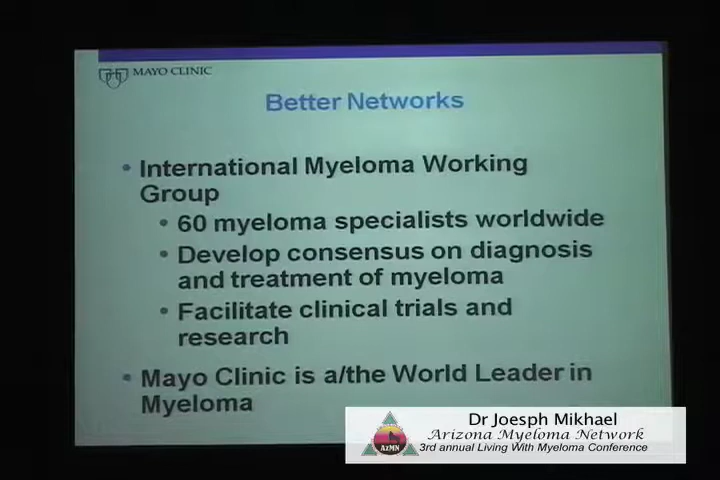 MAYO CLINIC
Better Networks
• International Myeloma Working
Group
• 60 myeloma specialists worldwide
• Develop consensus on diagnosis
and treatment of myeloma
• Facilitate clinical trials and
research
• Mayo Clinic is a/the World Leader in
Myeloma
Dr Joesph Mikhael
Arizona Myeloma Network
AzMN
3rd annual Living With Myeloma Conference